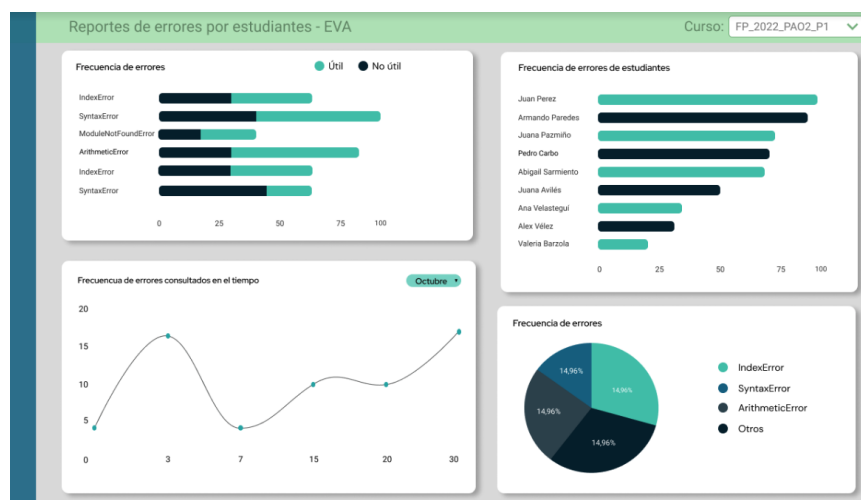 Reportes de errores por estudiantes - EVA
Curso: FP_2022_PAO2_P1
Frecuencia de errores
Útil
No útil
IndexError
SyntaxError
ModuleNotFoundError
ArithmeticError
IndexError
SyntaxError
0 25 50 75 100
Frecuencia de errores de estudiantes
Juan Perez
Armando Paredes
Juana Pazmiño
Pedro Carbo
Abigail Sarmiento
Juana Avilés
Ana Velastegui
Alex Vélez
Valeria Barzola
0 25 50 75 100
Frecuencua de errores consultados en el tiempo
Octubre
20
15
10
5
0 3 7 15 20 30
Frecuencia de errores
14,96%
14,96%
14,96%
14,96%
IndexError
SyntaxError
ArithmeticError
Otros